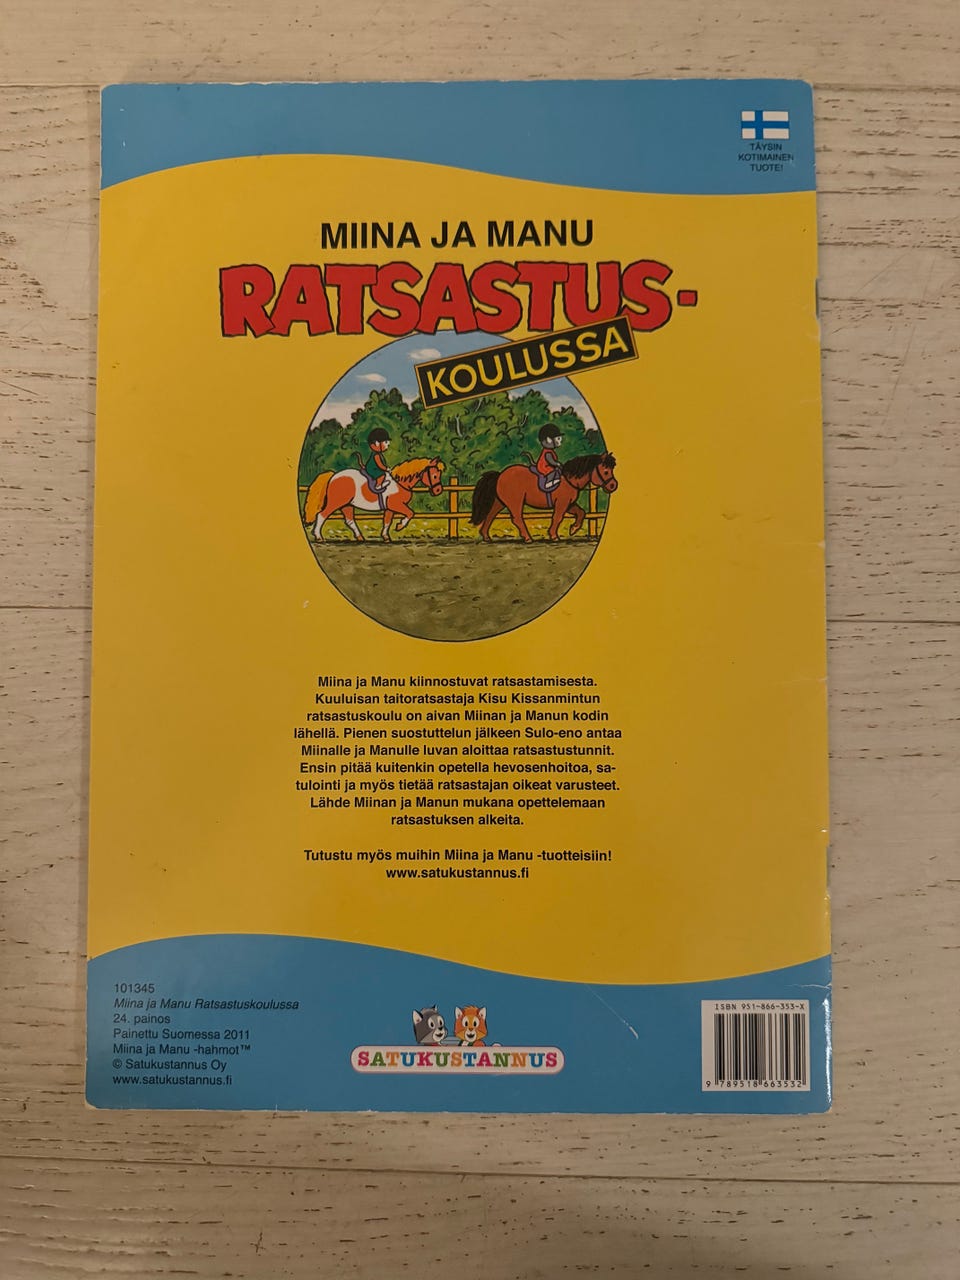 TÄYSIN
KOTIMAINEN
TUOTE!
MIINA JA MANU
RATSASTUS-
KOULUSSA
Miina ja Manu kiinnostuvat ratsastamisesta.
Kuuluisan taitoratsastaja Kisu Kissanmintun
ratsastuskoulu on aivan Miinan ja Manun kodin
lähellä. Pienen suostuttelun jälkeen Sulo-eno antaa
Miinalle ja Manulle luvan aloittaa ratsastustunnit.
Ensin pitää kuitenkin opetella hevosenhoitoa, sa-
tulointi ja myös tietää ratsastajan oikeat varusteet.
Lähde Miinan ja Manun mukana opettelemaan
ratsastuksen alkeita.
Tutustu myös muihin Miina ja Manu -tuotteisiin!
www.satukustannus.fi
101345
Miina ja Manu Ratsastuskoulussa
24. painos
Painettu Suomessa 2011
Miina ja Manu -hahmot™
© Satukustannus Oy
www.satukustannus.fi
SATUKUSTANNUS
ISBN 951-866-353-X
9 789518 663532